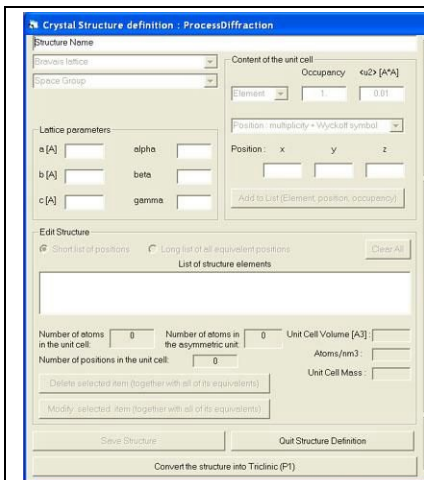 Crystal Structure definition : ProcessDiffraction
Structure Name
Bravais lattice
Space Group
Content of the unit cell
Occupancy <u2> [A*A]
Element 1. 0.01
Position : multiplicity + Wyckoff symbol
Position : x y z
Add to List (Element, position, occupancy)
Lattice parameters
a [A] alpha
b [A] beta
c [A] gamma
Edit Structure
Short list of positions Long list of all equivalent positions Clear All
List of structure elements
Number of atoms in the unit cell: 0
Number of atoms in the asymmetric unit: 0
Unit Cell Volume [A3] :
Atoms/nm3 :
Number of positions in the unit cell: 0
Unit Cell Mass :
Delete selected item (together with all of its equivelents)
Modify selected item (together with all of its equivelents)
Save Structure Quit Structure Definition
Convert the structure into Triclinic (P1)